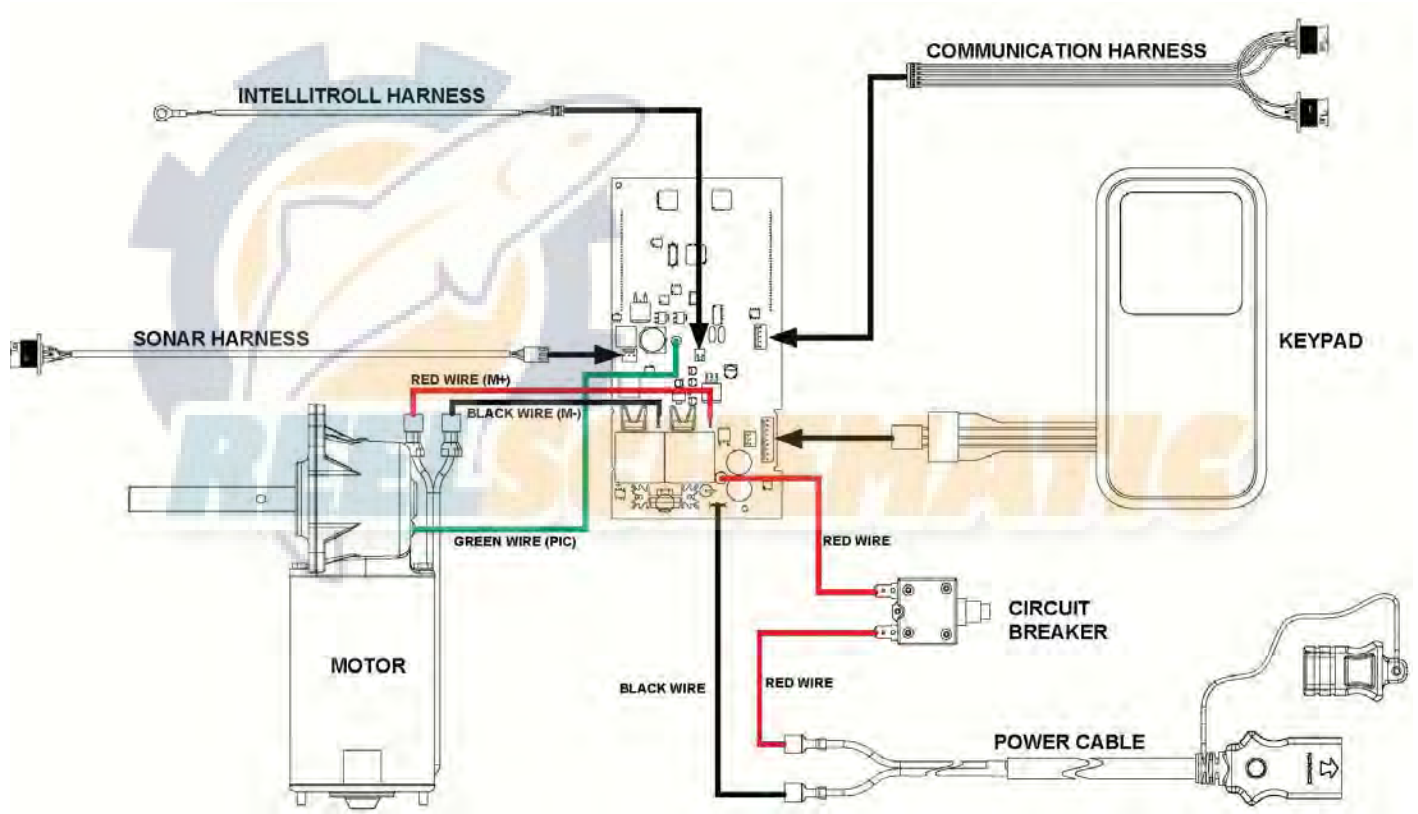 COMMUNICATION HARNESS
INTELLITROLL HARNESS
SONAR HARNESS
KEYPAD
RED WIRE (M+)
BLACK WIRE (M-)
REELSCHEMATIC
GREEN WIRE (PIC)
RED WIRE
CIRCUIT
BREAKER
MOTOR
BLACK WIRE
RED WIRE
POWER CABLE